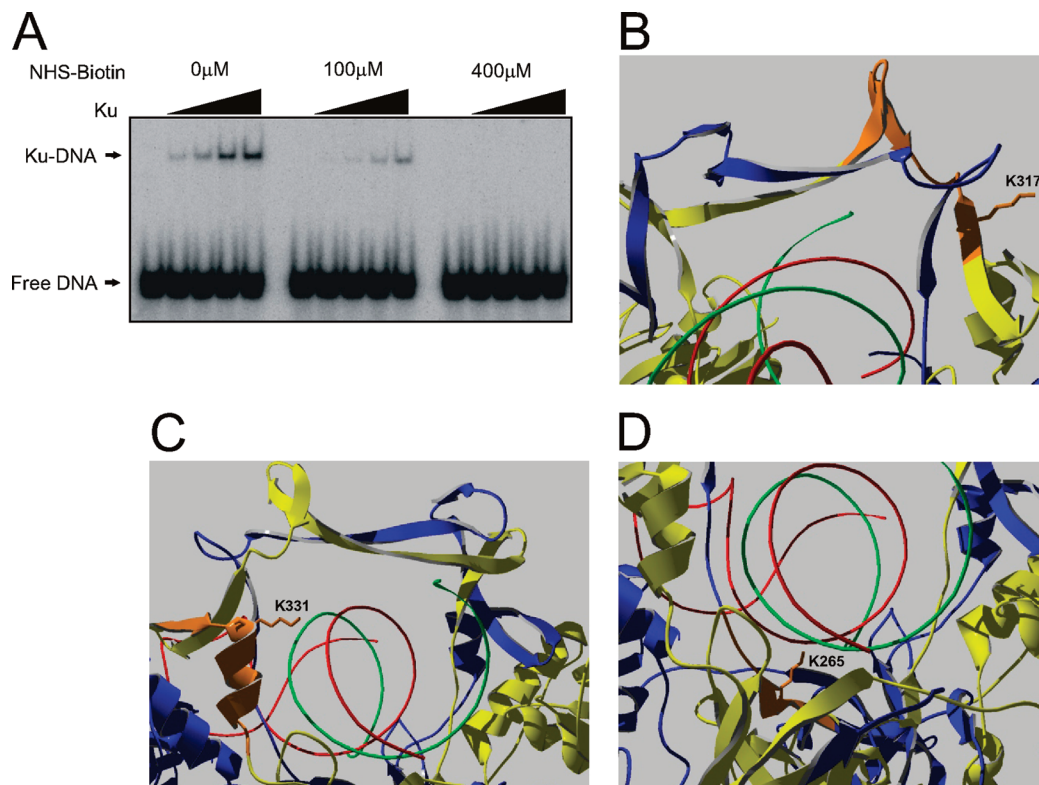 A
NHS-Biotin 0μM 100μM 400μM
Ku
Ku-DNA
Free DNA
B
K317
C
K331
D
K265